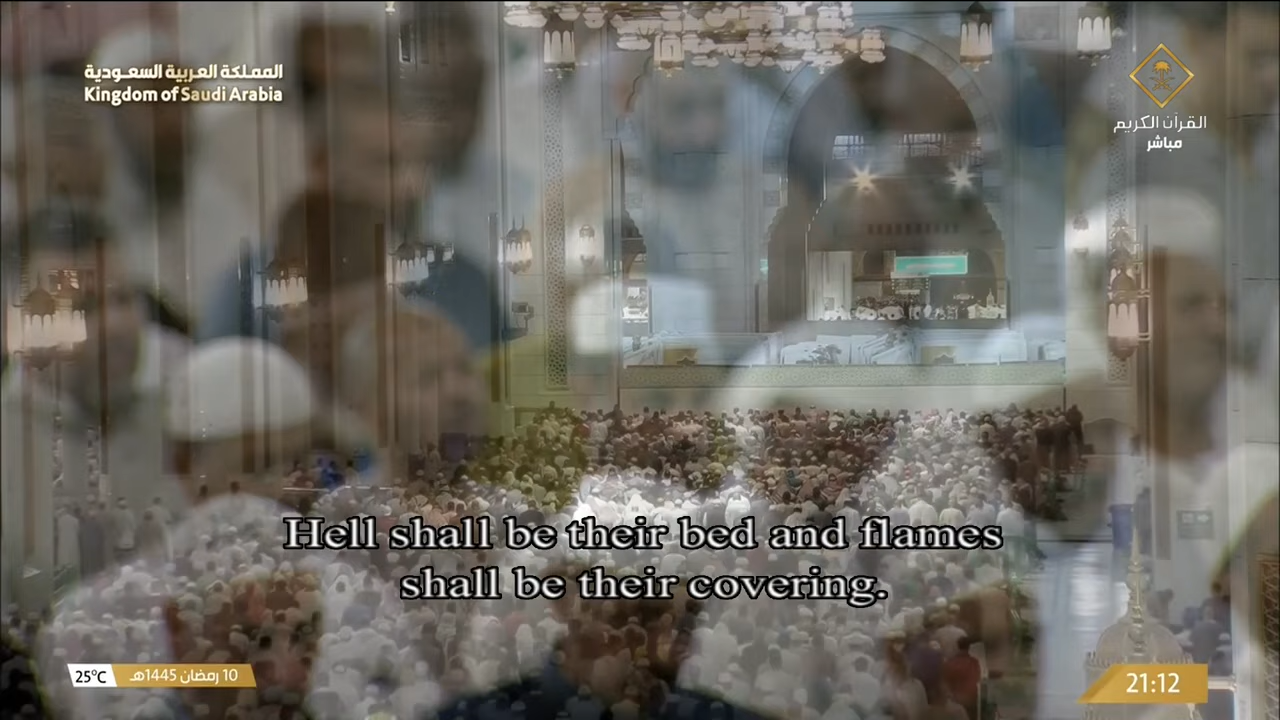 المملكة العربية السعودية
Kingdom of Saudi Arabia
القرآن الكريم
مباشر
Hell shall be their bed and flames
shall be their covering.
25°C
10 رمضان 1445هـ
21:12